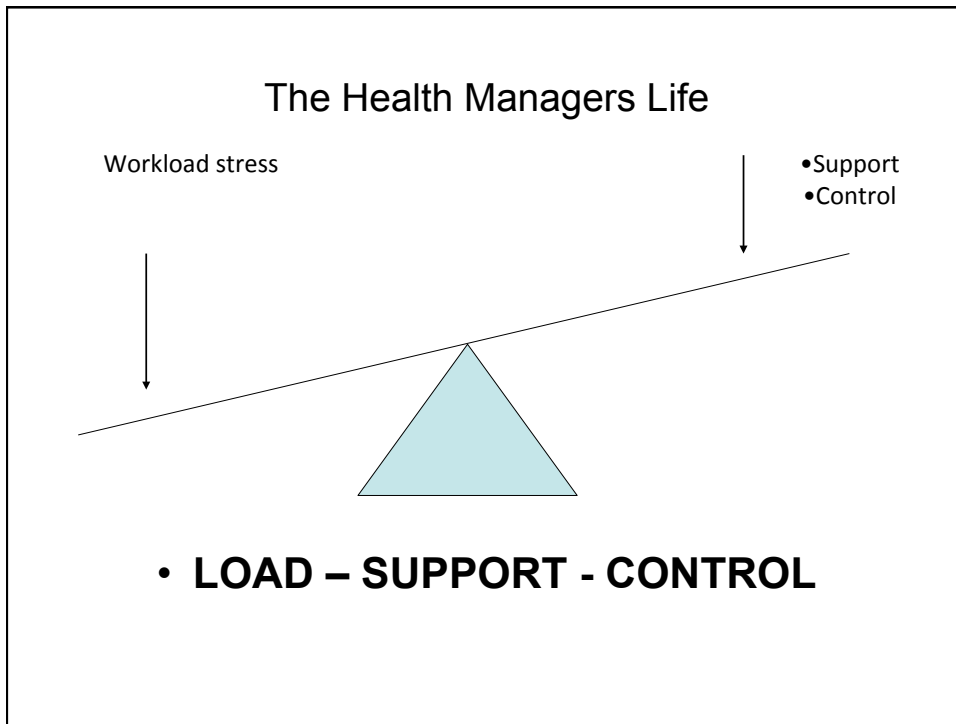 The Health Managers Life
Workload stress
•Support
•Control
• LOAD – SUPPORT - CONTROL